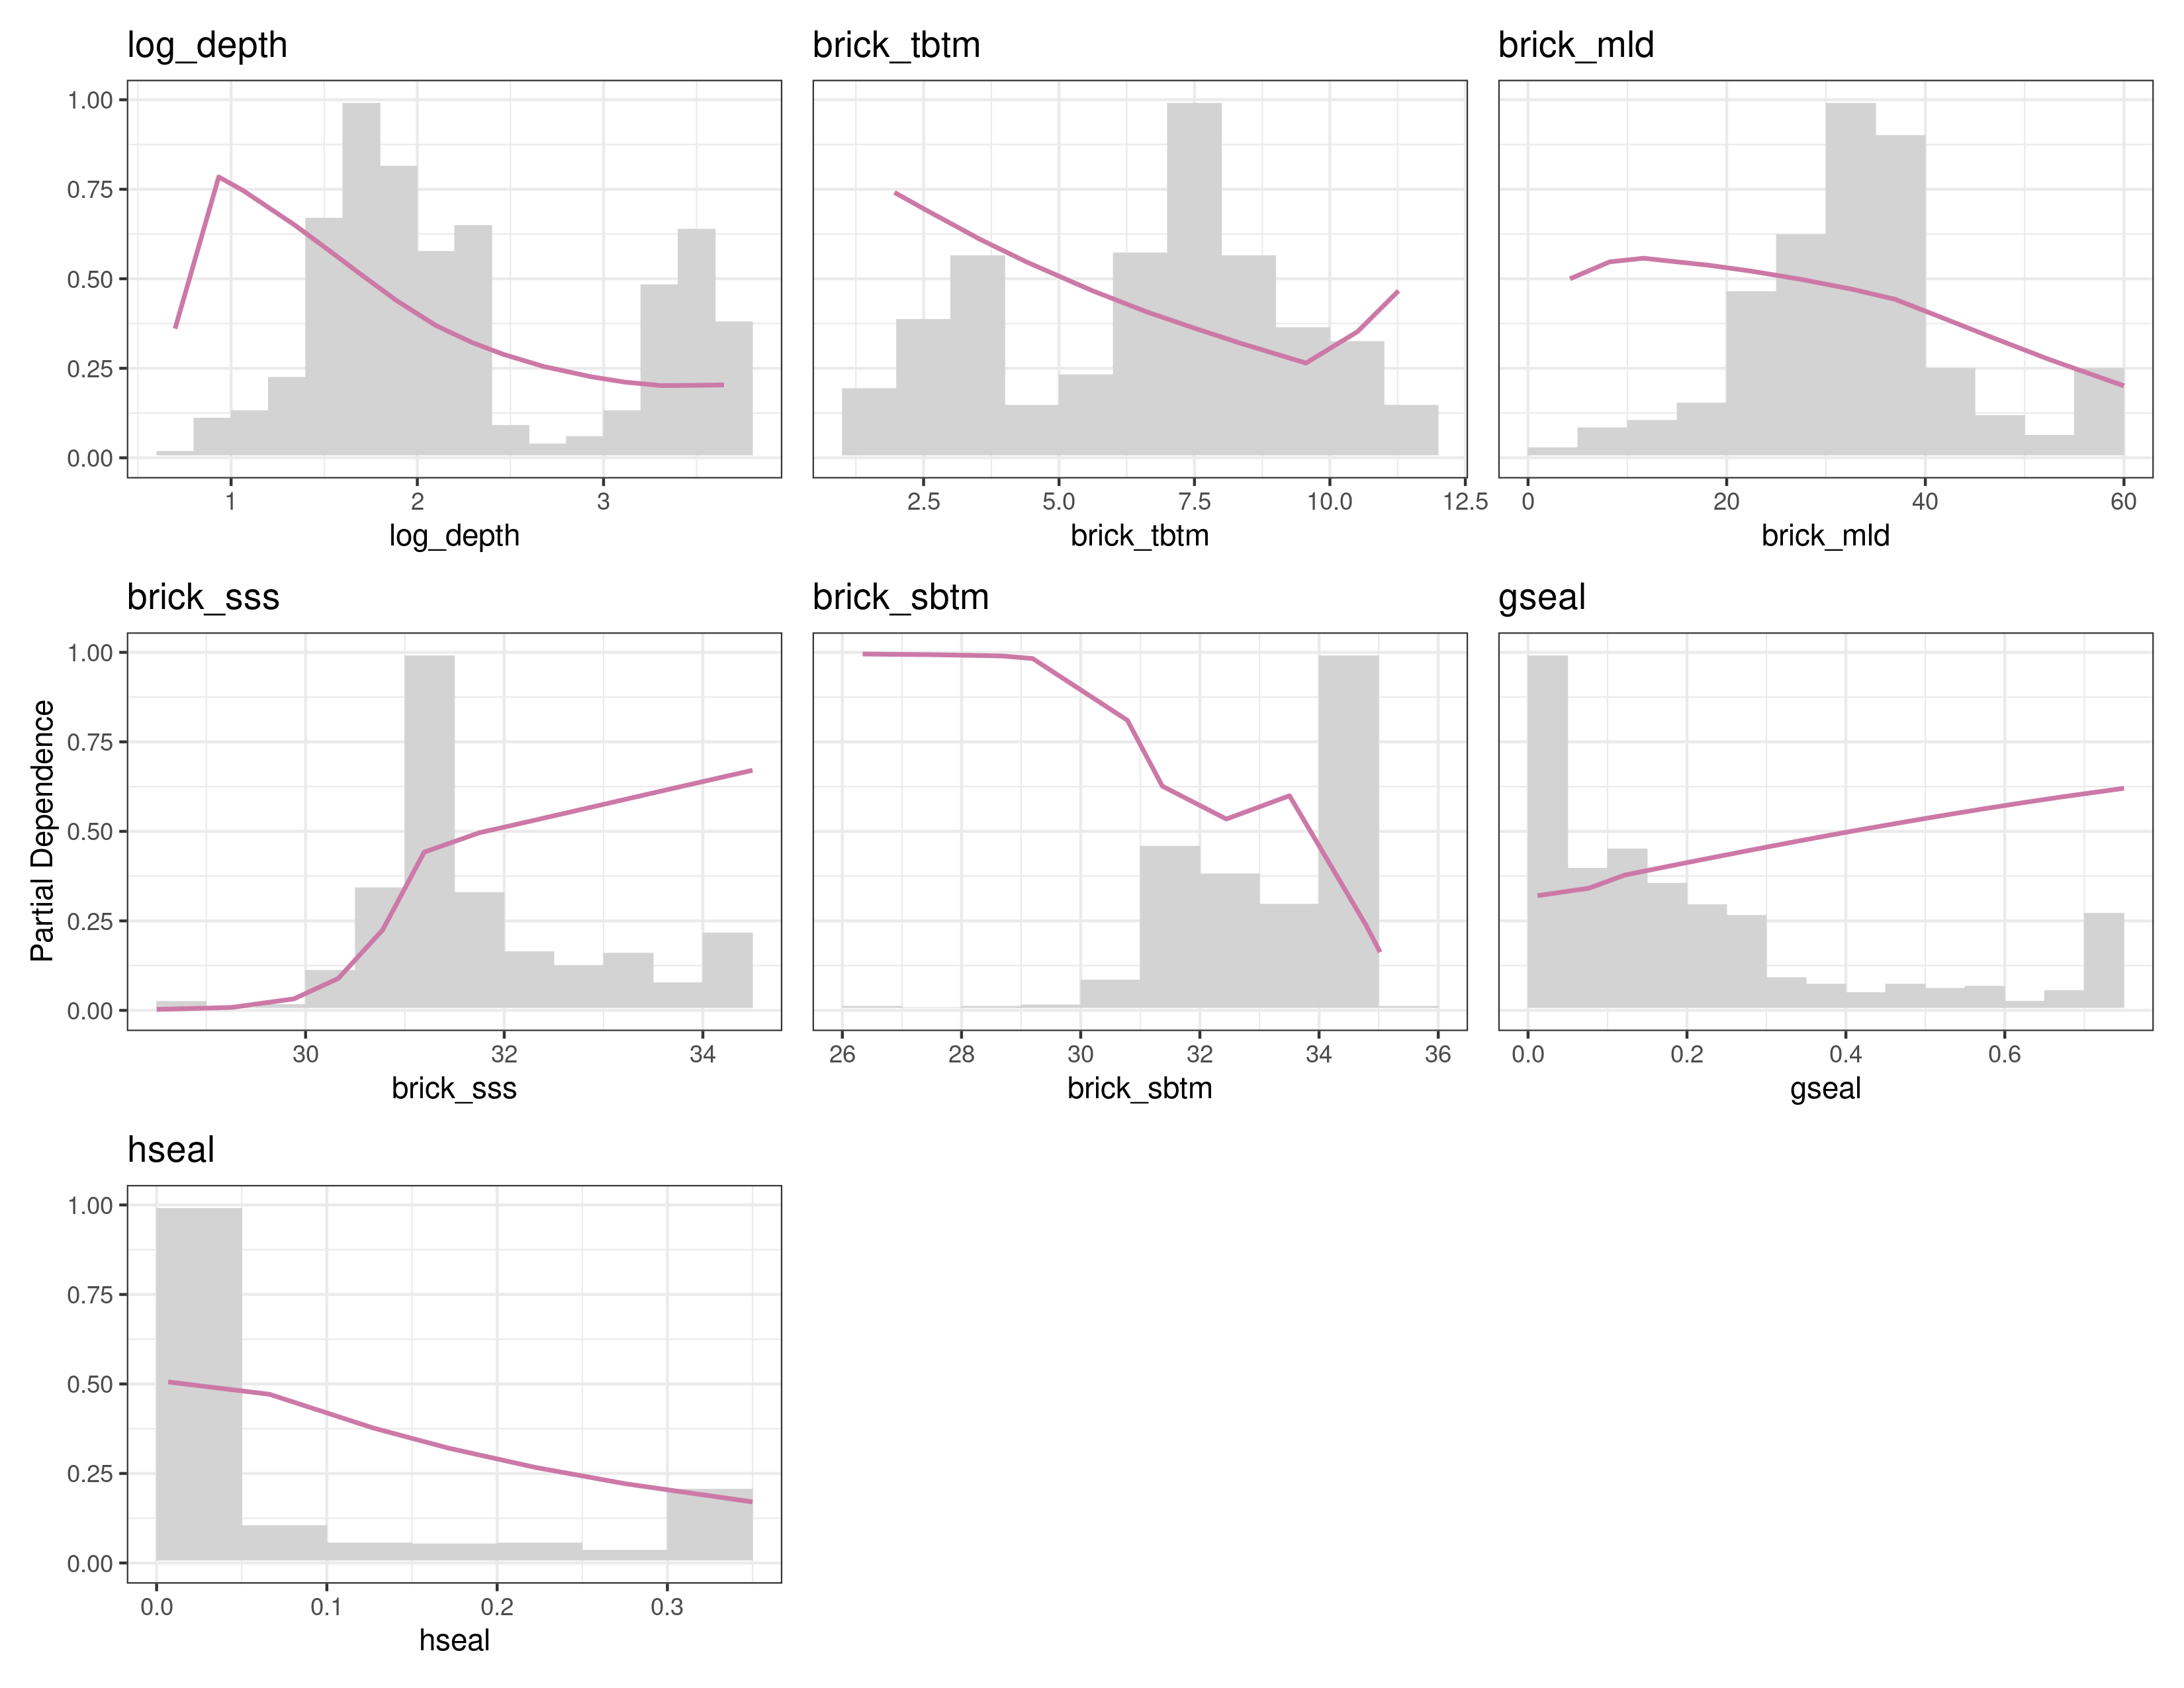 log_depth
brick_tbtm
brick_mld
1.00
0.75
0.50
0.25
0.00
1 2 3
2.5 5.0 7.5 10.0 12.5
0 20 40 60
log_depth
brick_tbtm
brick_mld
brick_sss
brick_sbtm
gseal
Partial Dependence
1.00
0.75
0.50
0.25
0.00
30 32 34
26 28 30 32 34 36
0.0 0.2 0.4 0.6
brick_sss
brick_sbtm
gseal
hseal
1.00
0.75
0.50
0.25
0.00
0.0 0.1 0.2 0.3
hseal